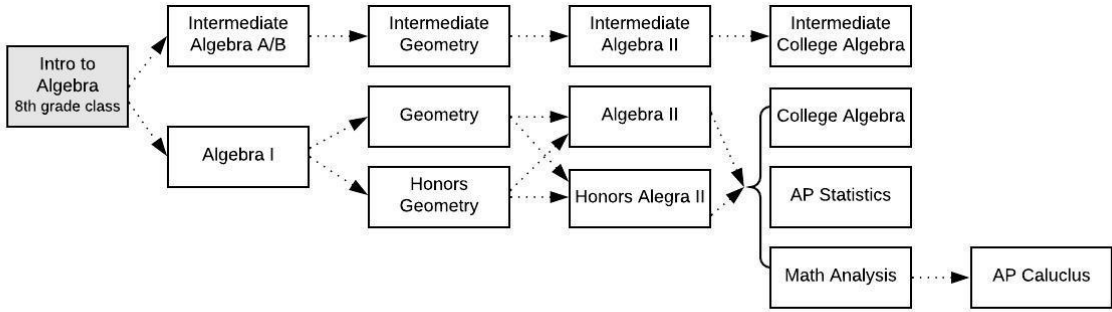 Intro to
Algebra
8th grade class
Intermediate
Algebra A/B
Intermediate
Geometry
Intermediate
Algebra II
Intermediate
College Algebra
Algebra I
Geometry
Honors
Geometry
Algebra II
Honors Alegra II
College Algebra
AP Statistics
Math Analysis
AP Caluclus